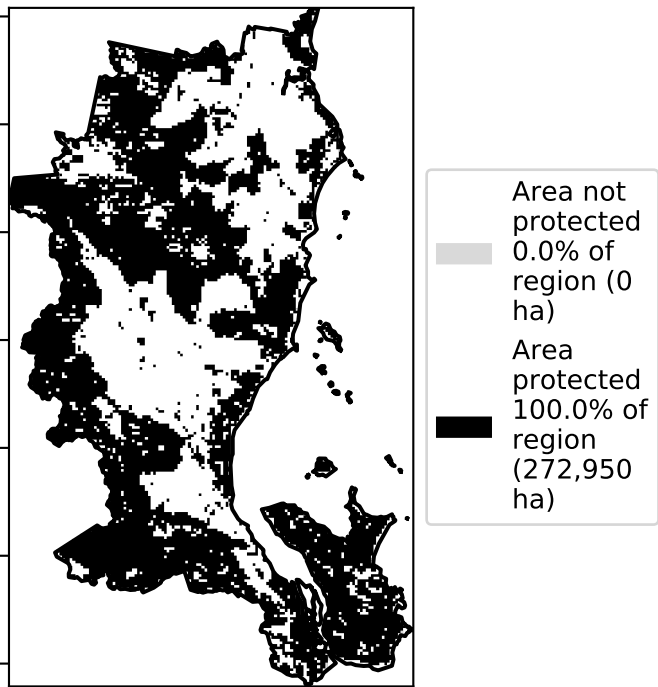 Area not
protected
0.0% of
region (0
ha)
Area
protected
100.0% of
region
(272,950
ha)